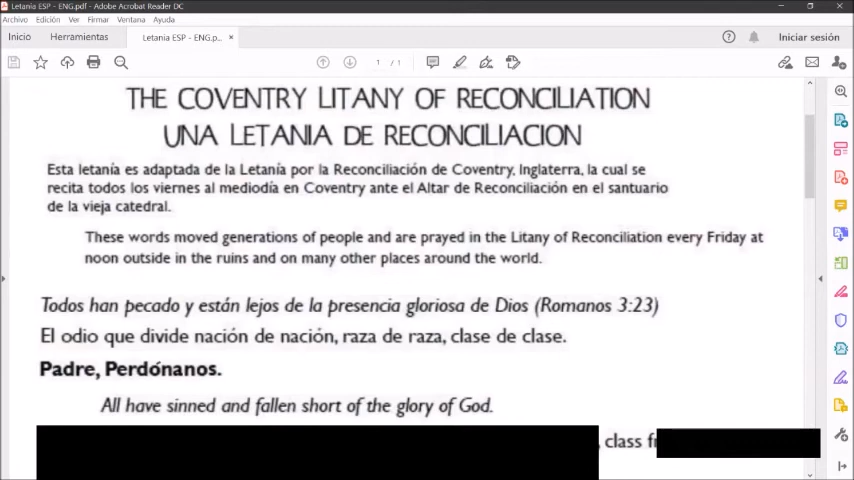 Letania ESP - ENG.pdf - Adobe Acrobat Reader DC
Archivo Edición Ver Firmar Ventana Ayuda
Inicio Herramientas Letania ESP - ENG.p... × Iniciar sesión
1 / 1
THE COVENTRY LITANY OF RECONCILIATION
UNA LETANIA DE RECONCILIACION
Esta letanía es adaptada de la Letanía por la Reconciliación de Coventry, Inglaterra, la cual se
recita todos los viernes al mediodía en Coventry ante el Altar de Reconciliación en el santuario
de la vieja catedral.
These words moved generations of people and are prayed in the Litany of Reconciliation every Friday at
noon outside in the ruins and on many other places around the world.
Todos han pecado y están lejos de la presencia gloriosa de Dios (Romanos 3:23)
El odio que divide nación de nación, raza de raza, clase de clase.
Padre, Perdónanos.
All have sinned and fallen short of the glory of God.
, class